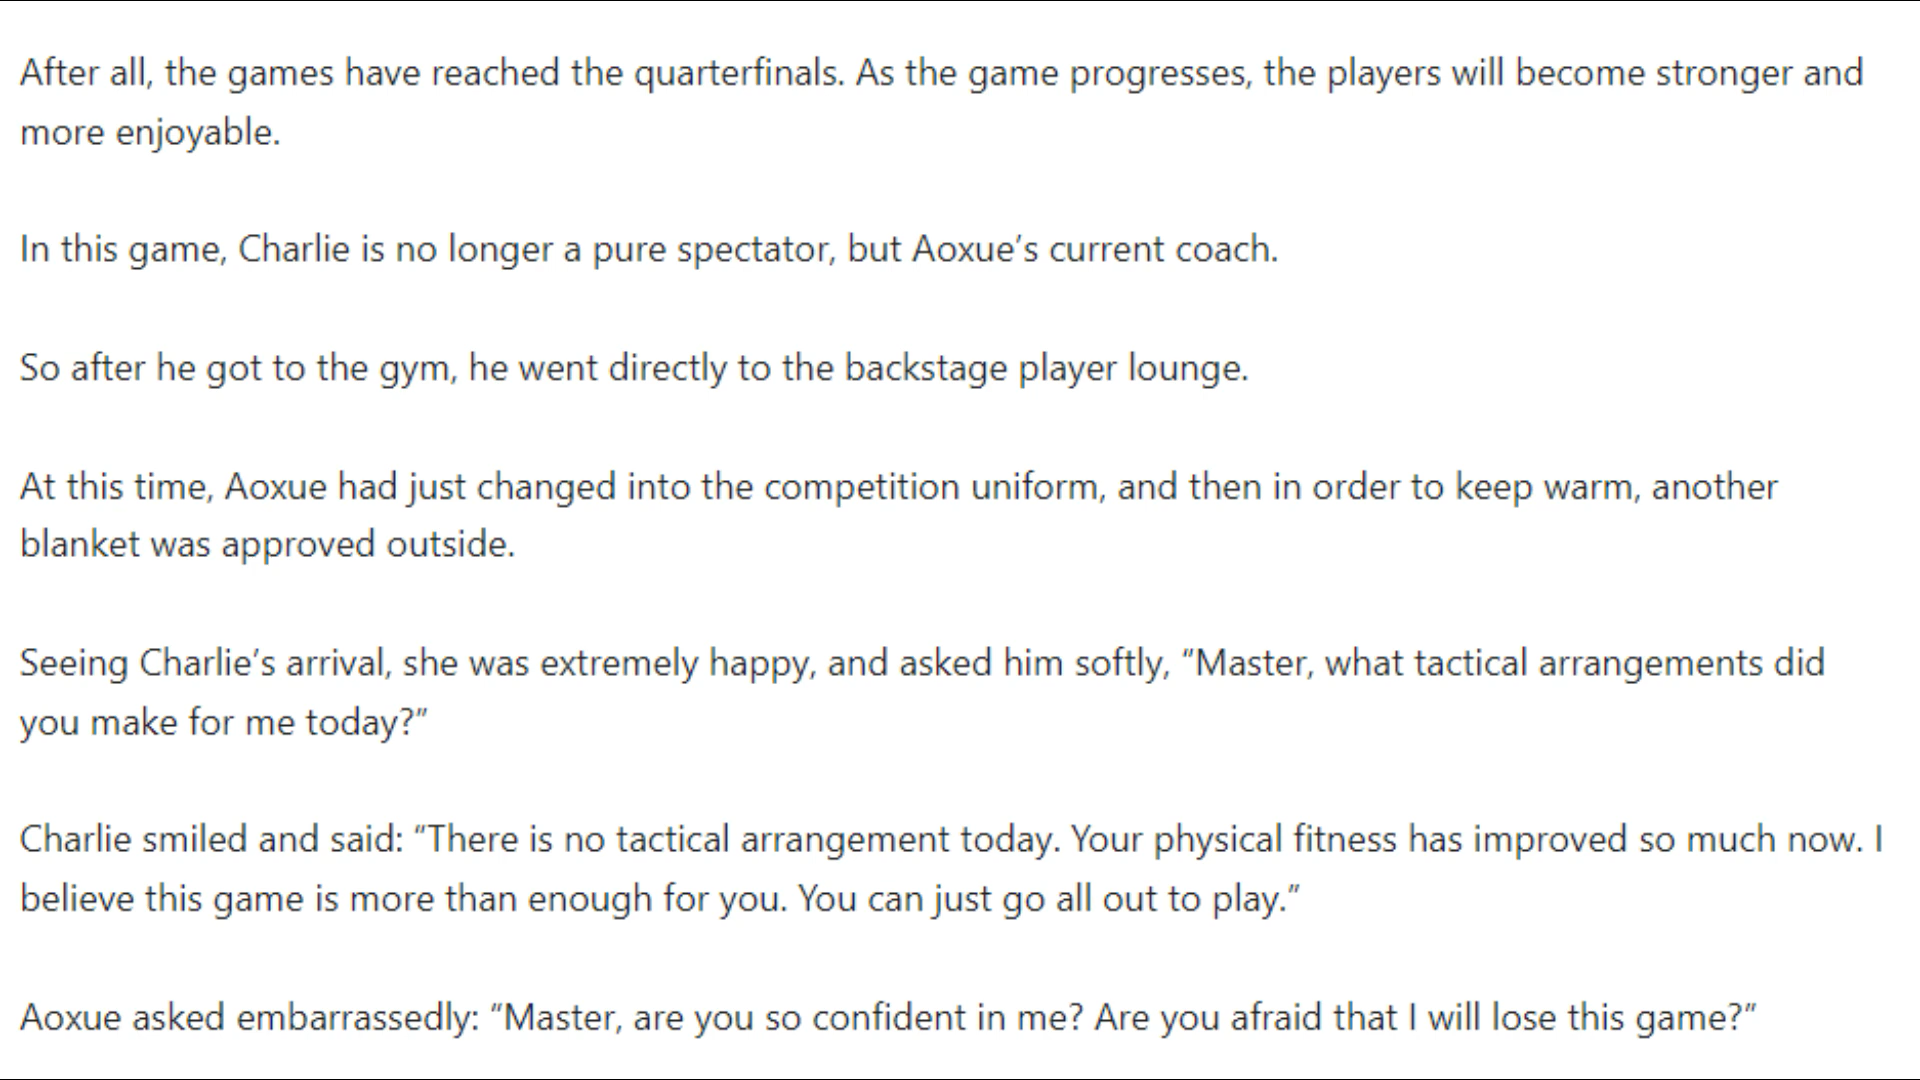 After all, the games have reached the quarterfinals. As the game progresses, the players will become stronger and
more enjoyable.
In this game, Charlie is no longer a pure spectator, but Aoxue’s current coach.
So after he got to the gym, he went directly to the backstage player lounge.
At this time, Aoxue had just changed into the competition uniform, and then in order to keep warm, another
blanket was approved outside.
Seeing Charlie’s arrival, she was extremely happy, and asked him softly, “Master, what tactical arrangements did
you make for me today?”
Charlie smiled and said: “There is no tactical arrangement today. Your physical fitness has improved so much now. I
believe this game is more than enough for you. You can just go all out to play.”
Aoxue asked embarrassedly: “Master, are you so confident in me? Are you afraid that I will lose this game?”